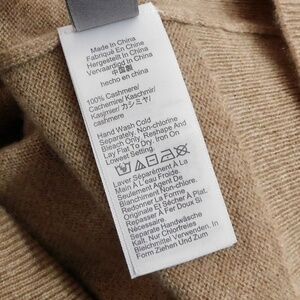 Made In China
Fabriqué En Chine
Hergestellt In China
Vervaardigd In China
中国製
hecho en china
100% Cashmere/
Cachemire/ Kaschmir/
Kasjmier/ カシミヤ/
cashmere
Hand Wash Cold
Separately, Non-chlorine
Bleach Only. Reshape And
Lay Flat To Dry. Iron On
Lowest Setting.
Laver Séparément À La
Main À L'eau Froide.
Seulement Agent De
Blanchiment Non-chlore.
Reprendre La Forme
Originale Et Sécher À Plat.
Repasser À Fer Doux Si
Nécessaire.
Separate Handwäsche
Kalt. Nur Chlorfreies
Bleichmittel Verwenden. In
Form Ziehen Und Zum